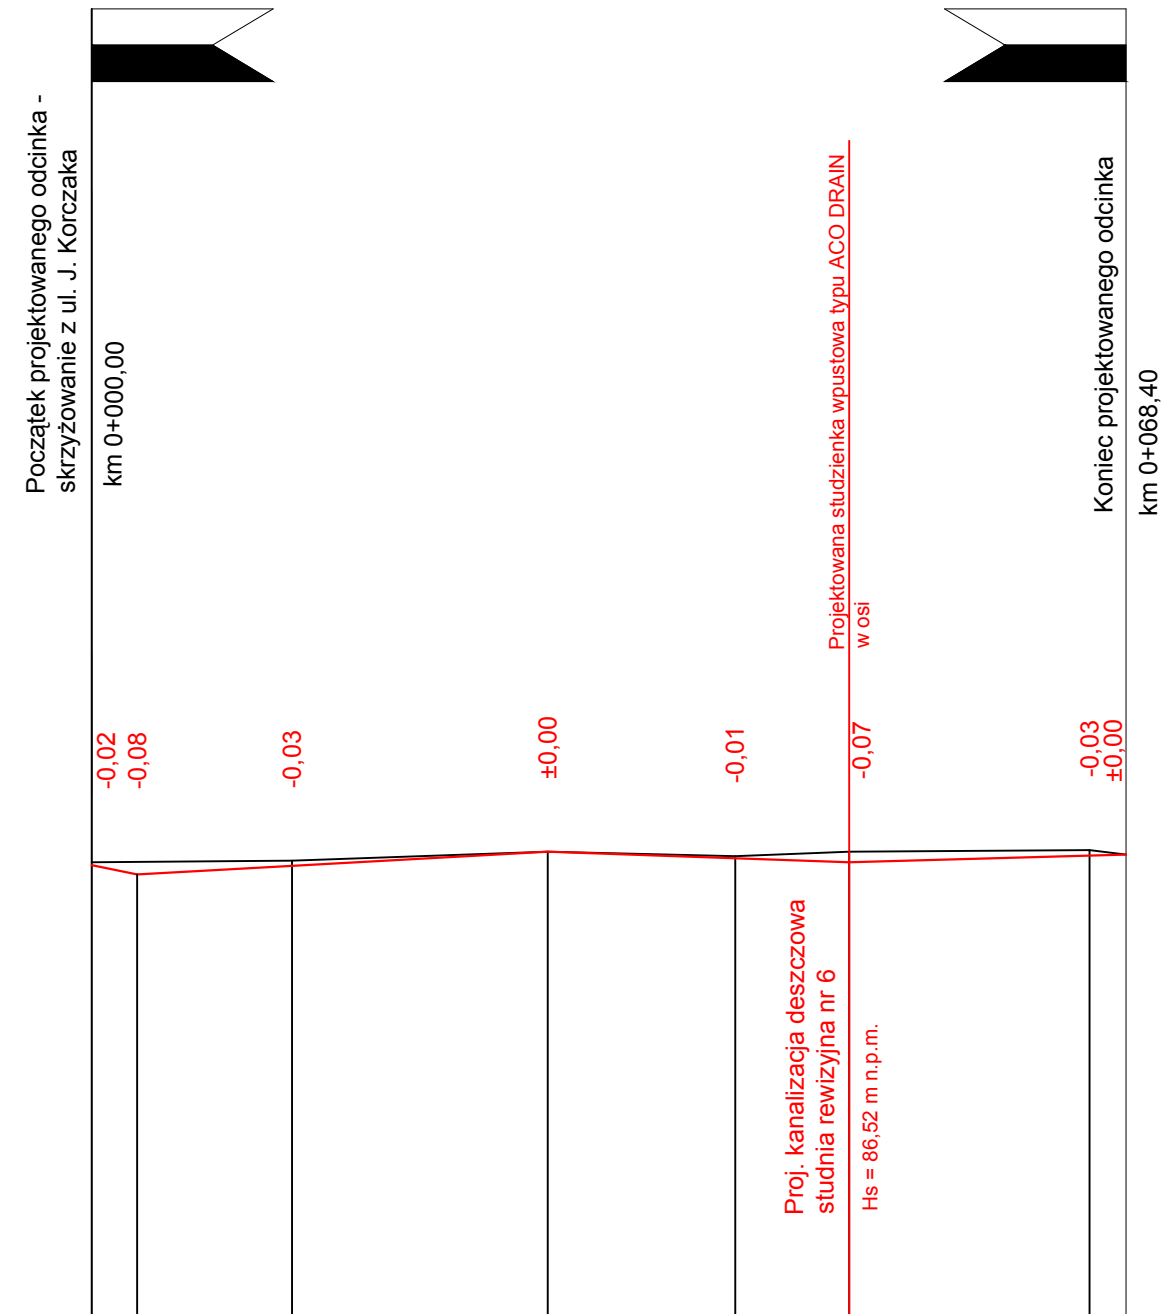 Początek projektowanego odcinka -
skrzyżowanie z ul. J. Korczaka
km 0+000,00
Projektowana studzienka wpustowa typu ACO DRAIN
w osi
Koniec projektowanego odcinka
km 0+068,40
-0,02
-0,08
-0,03
±0,00
-0,01
-0,07
-0,03
±0,00
Proj. kanalizacja deszczowa
studnia rewizyjna nr 6
Hs = 86,52 m n.p.m.